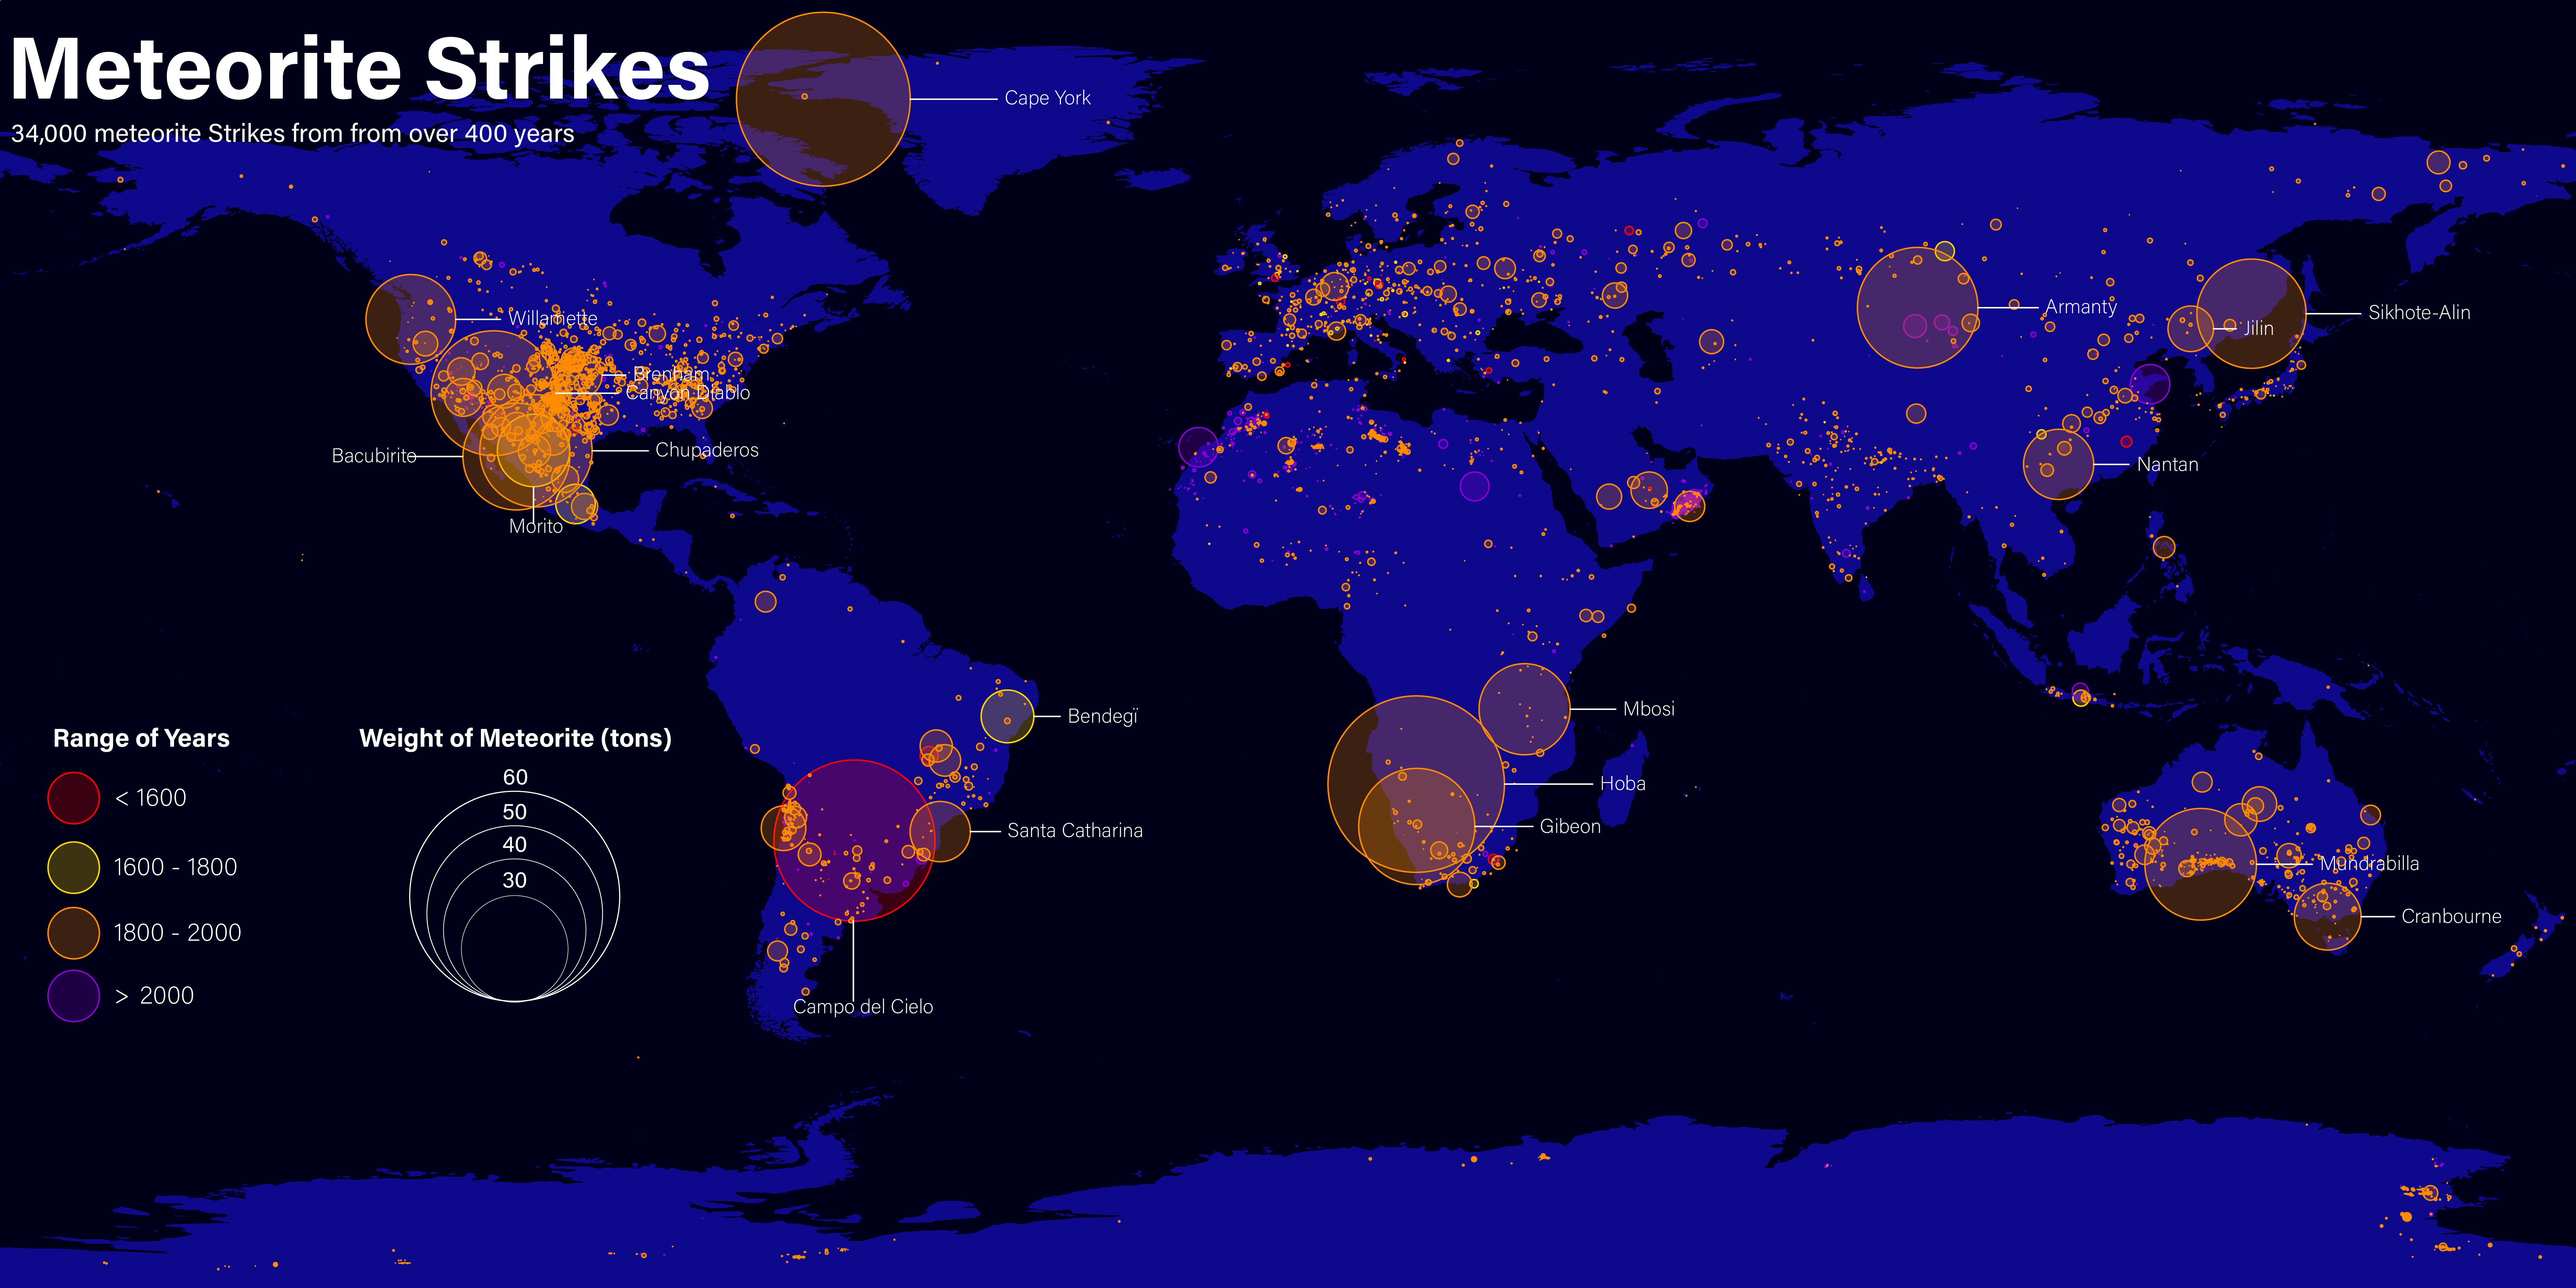 Meteorite Strikes
34,000 meteorite Strikes from from over 400 years
Cape York
Willamette
Brenham
Canyon Diablo
Bacubirito
Chupaderos
Morito
Armanty
Sikhote-Alin
Jilin
Nantan
Bendegï
Mbosi
Hoba
Gibeon
Santa Catharina
Mundrabilla
Cranbourne
Campo del Cielo
Range of Years
< 1600
1600 - 1800
1800 - 2000
> 2000
Weight of Meteorite (tons)
60
50
40
30